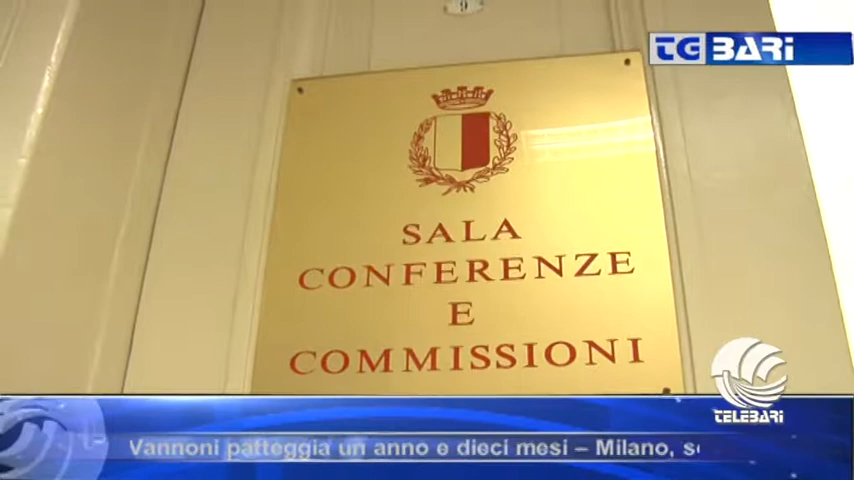 9
TG BARI
SALA
CONFERENZE
E
COMMISSIONI
TELEBARI
Vannoni patteggia un anno e dieci mesi – Milano,